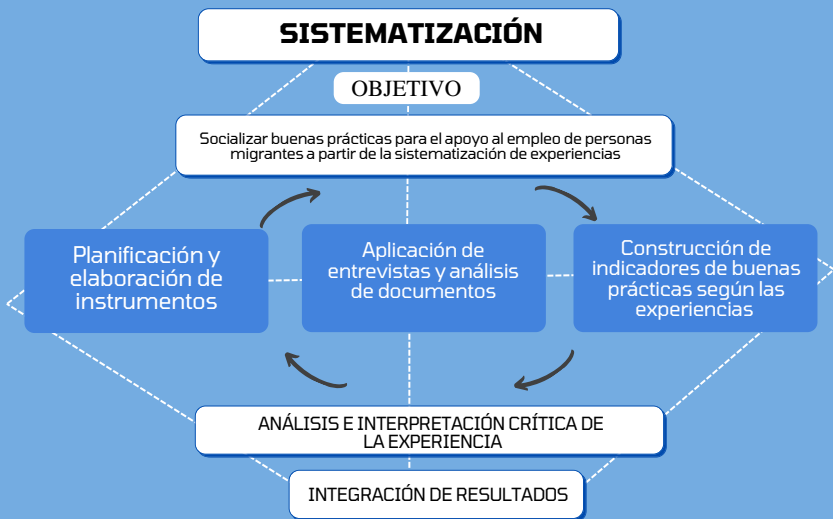 SISTEMATIZACIÓN
OBJETIVO
Socializar buenas prácticas para el apoyo al empleo de personas
migrantes a partir de la sistematización de experiencias
Planificación y
elaboración de
instrumentos
Aplicación de
entrevistas y análisis
de documentos
Construcción de
indicadores de buenas
prácticas según las
experiencias
ANÁLISIS E INTERPRETACIÓN CRÍTICA DE
LA EXPERIENCIA
INTEGRACIÓN DE RESULTADOS